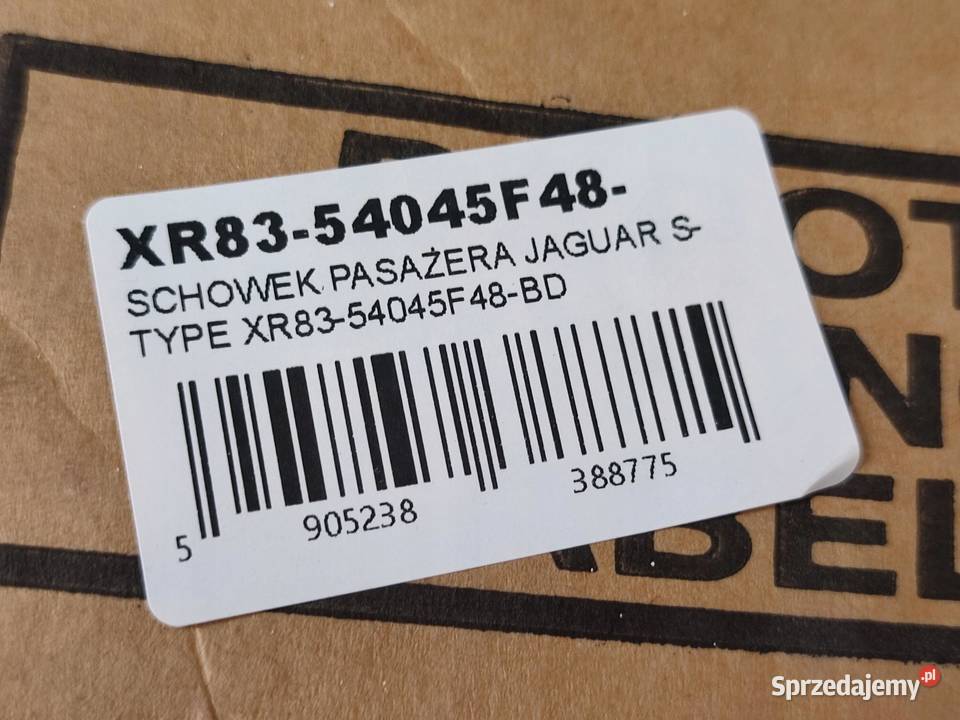 XR83-54045F48-
SCHOWEK PASAŻERA JAGUAR S-
TYPE XR83-54045F48-BD
5 905238 388775
Sprzedajemy.pl